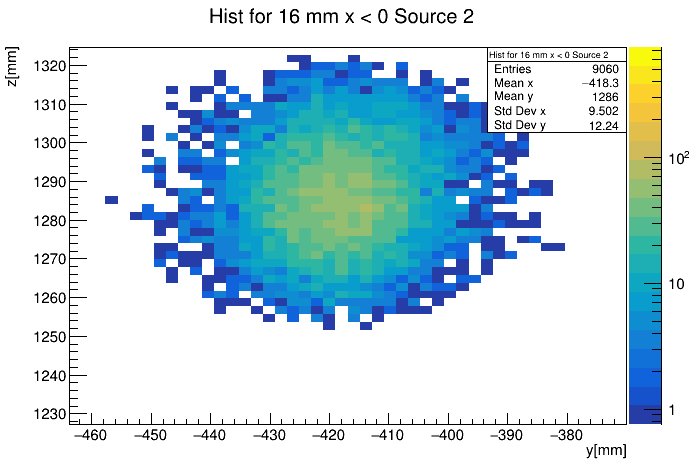 Hist for 16 mm x < 0 Source 2
z[mm]
1320
1310
1300
1290
1280
1270
1260
1250
1240
1230
Hist for 16 mm x < 0 Source 2
Entries 9060
Mean x −418.3
Mean y 1286
Std Dev x 9.502
Std Dev y 12.24
10²
10
1
−460 −450 −440 −430 −420 −410 −400 −390 −380
y[mm]